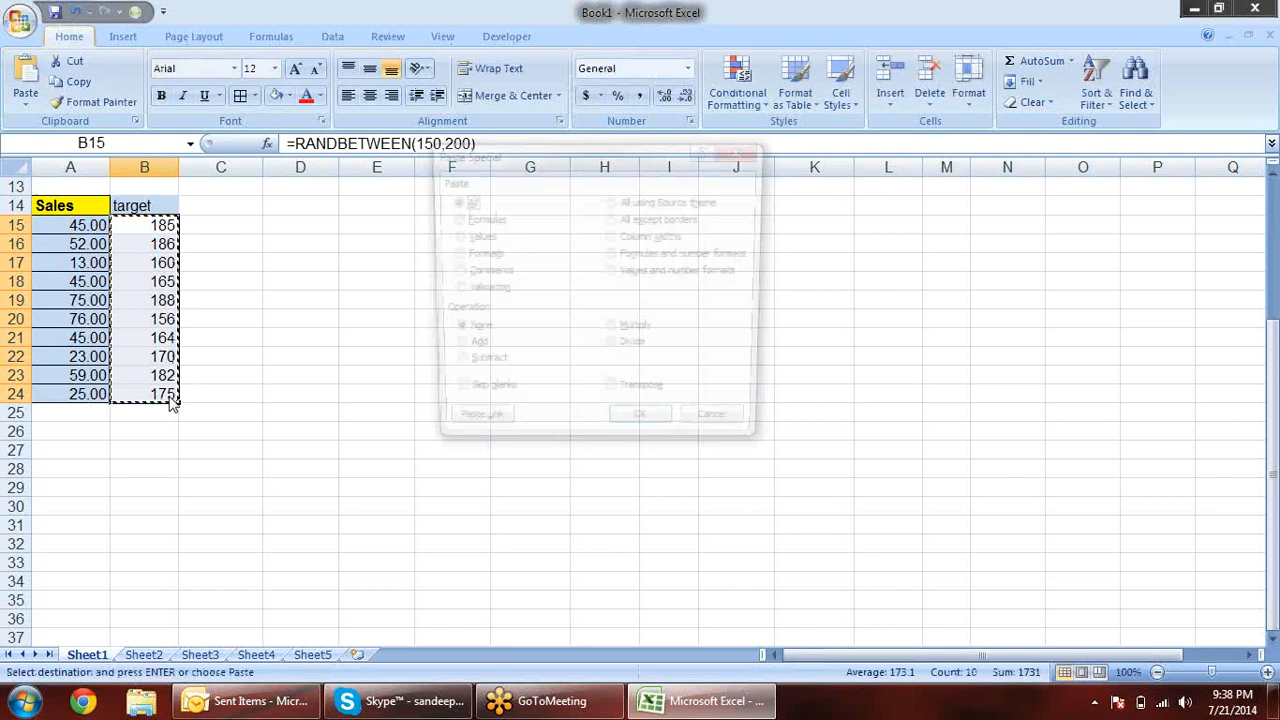 Book1 - Microsoft Excel
Home Insert Page Layout Formulas Data Review View Developer
Paste
Cut
Copy
Format Painter
Clipboard
Arial 12
B I U A
Font
Wrap Text
Merge & Center
Alignment
General
$ % ,
Number
Conditional Formatting
Format as Table
Cell Styles
Styles
Insert Delete Format
Cells
Σ AutoSum
Fill
Clear
Sort & Filter
Find & Select
Editing
B15 fx =RANDBETWEEN(150,200)
A B C D E F G H I J K L M N O P Q
13
14 Sales target
15 45.00 185
16 52.00 186
17 13.00 160
18 45.00 165
19 75.00 188
20 76.00 156
21 45.00 164
22 23.00 170
23 59.00 182
24 25.00 175
25
26
27
28
29
30
31
32
33
34
35
36
37
Paste Special
Paste
All All using Source theme
Formulas All except borders
Values Column widths
Formats Formulas and number formats
Comments Values and number formats
Validation
Operation
None Multiply
Add Divide
Subtract
Skip blanks Transpose
Paste Link OK Cancel
Sheet1 Sheet2 Sheet3 Sheet4 Sheet5
Select destination and press ENTER or choose Paste Average: 173.1 Count: 10 Sum: 1731 100%
Sent Items - Micr... Skype™ - sandeep... GoToMeeting Microsoft Excel - ...
9:38 PM
7/21/2014